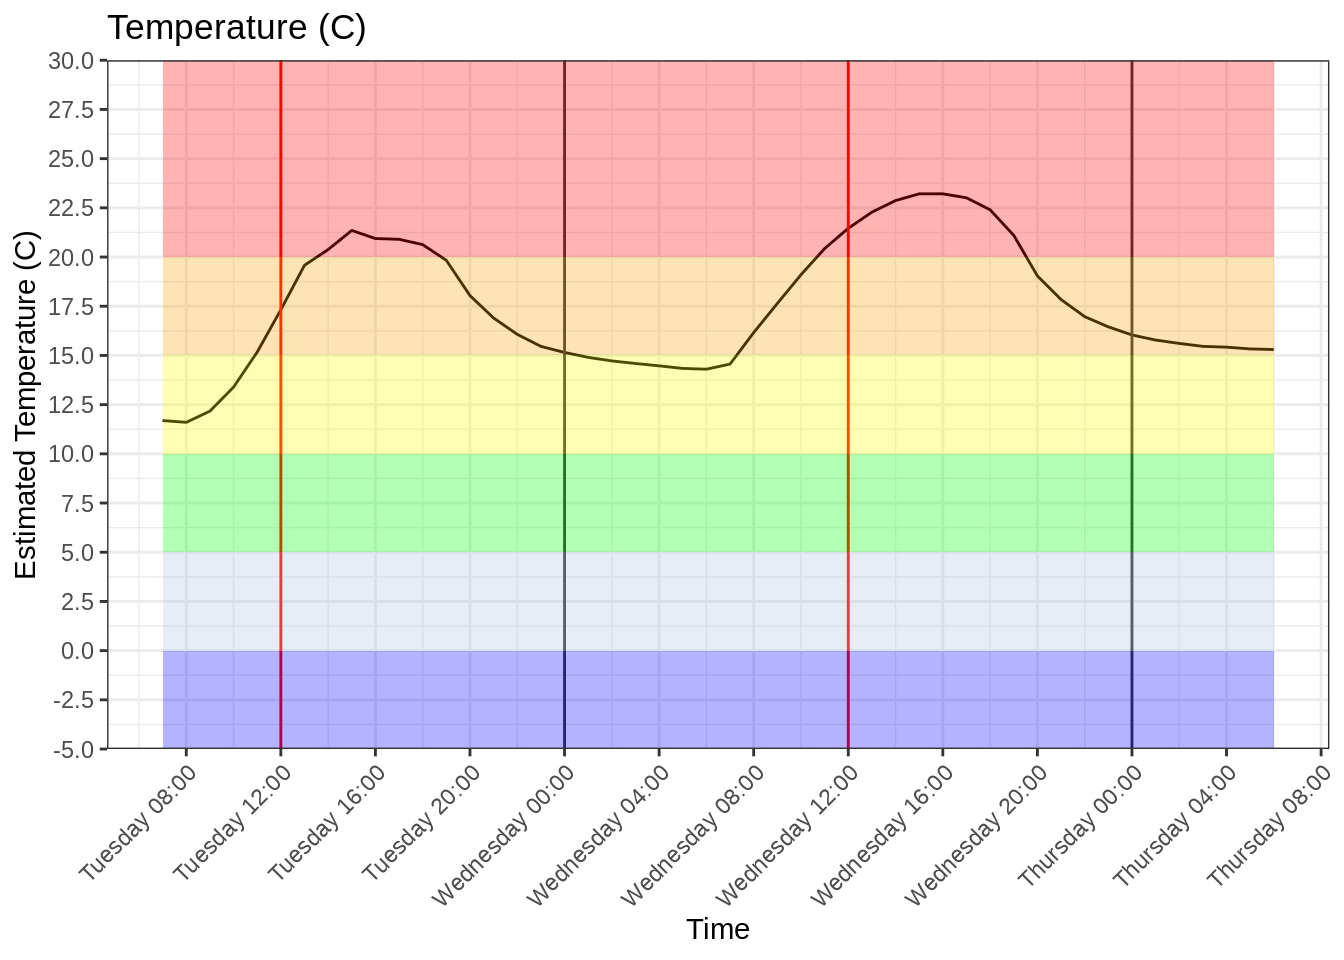 Temperature (C)
Estimated Temperature (C)
30.0
27.5
25.0
22.5
20.0
17.5
15.0
12.5
10.0
7.5
5.0
2.5
0.0
-2.5
-5.0
Tuesday 08:00
Tuesday 12:00
Tuesday 16:00
Tuesday 20:00
Wednesday 00:00
Wednesday 04:00
Wednesday 08:00
Wednesday 12:00
Wednesday 16:00
Wednesday 20:00
Thursday 00:00
Thursday 04:00
Thursday 08:00
Time